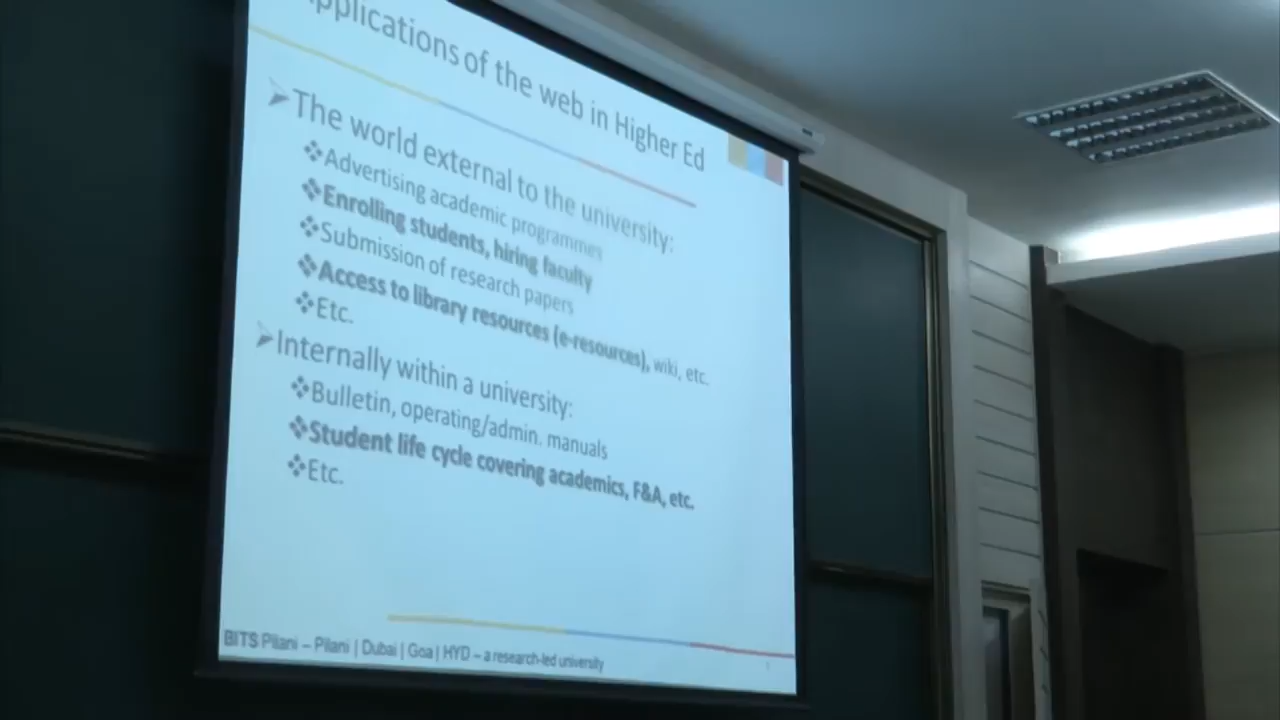 Applications of the web in Higher Ed
The world external to the university:
Advertising academic programmes
Enrolling students, hiring faculty
Submission of research papers
Access to library resources (e-resources), wiki, etc.
Etc.
Internally within a university:
Bulletin, operating/admin. manuals
Student life cycle covering academics, F&A, etc.
Etc.
BITS Pilani – Pilani | Dubai | Goa | HYD – a research-led university